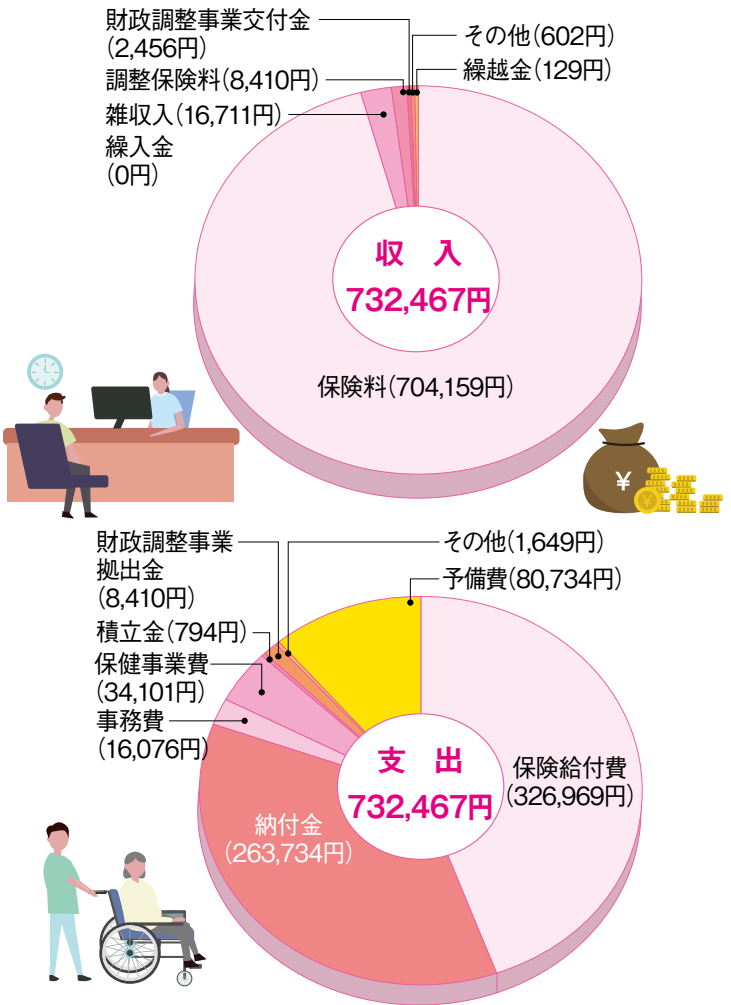 財政調整事業交付金
(2,456円)
調整保険料(8,410円)
雑収入(16,711円)
繰入金
(0円)
その他(602円)
繰越金(129円)
収 入
732,467円
保険料(704,159円)
¥
¥
財政調整事業
拠出金
(8,410円)
積立金(794円)
保健事業費
(34,101円)
事務費
(16,076円)
その他(1,649円)
予備費(80,734円)
支 出
732,467円
保険給付費
(326,969円)
納付金
(263,734円)